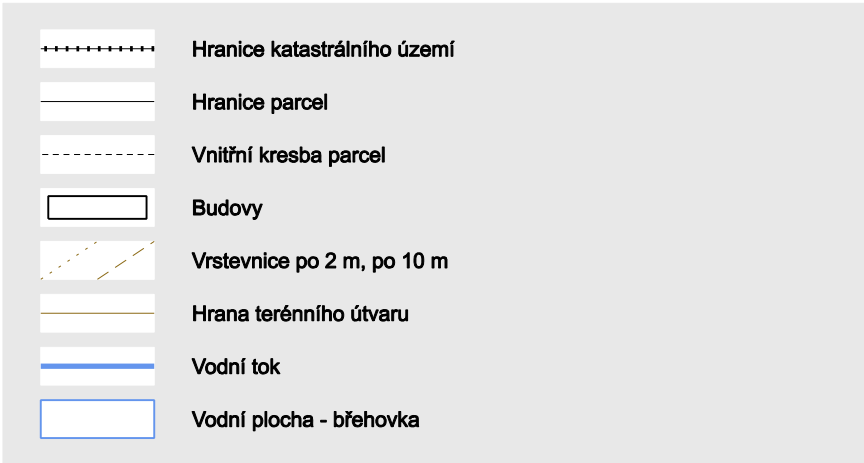 Hranice katastrálního území
Hranice parcel
Vnitřní kresba parcel
Budovy
Vrstevnice po 2 m, po 10 m
Hrana terénního útvaru
Vodní tok
Vodní plocha - břehovka